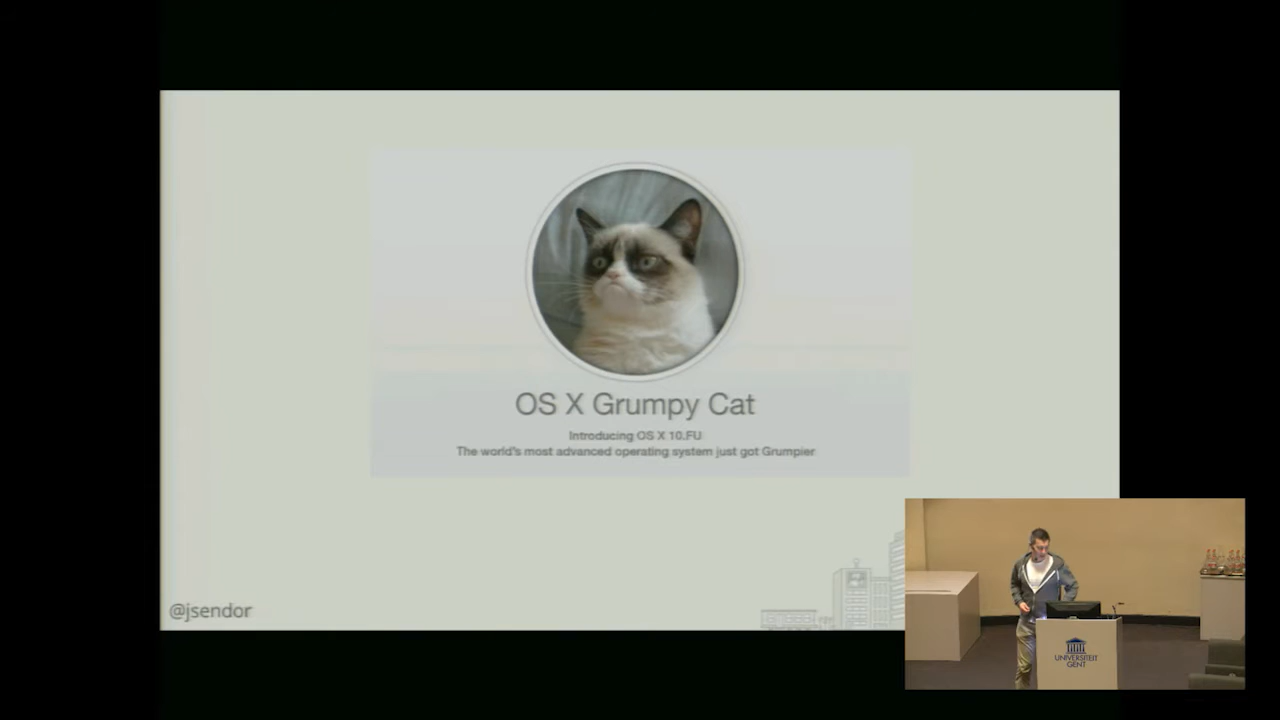 OS X Grumpy Cat
Introducing OS X 10.FU
The world's most advanced operating system just got Grumpier
@jsendor
UNIVERSITEIT
GENT